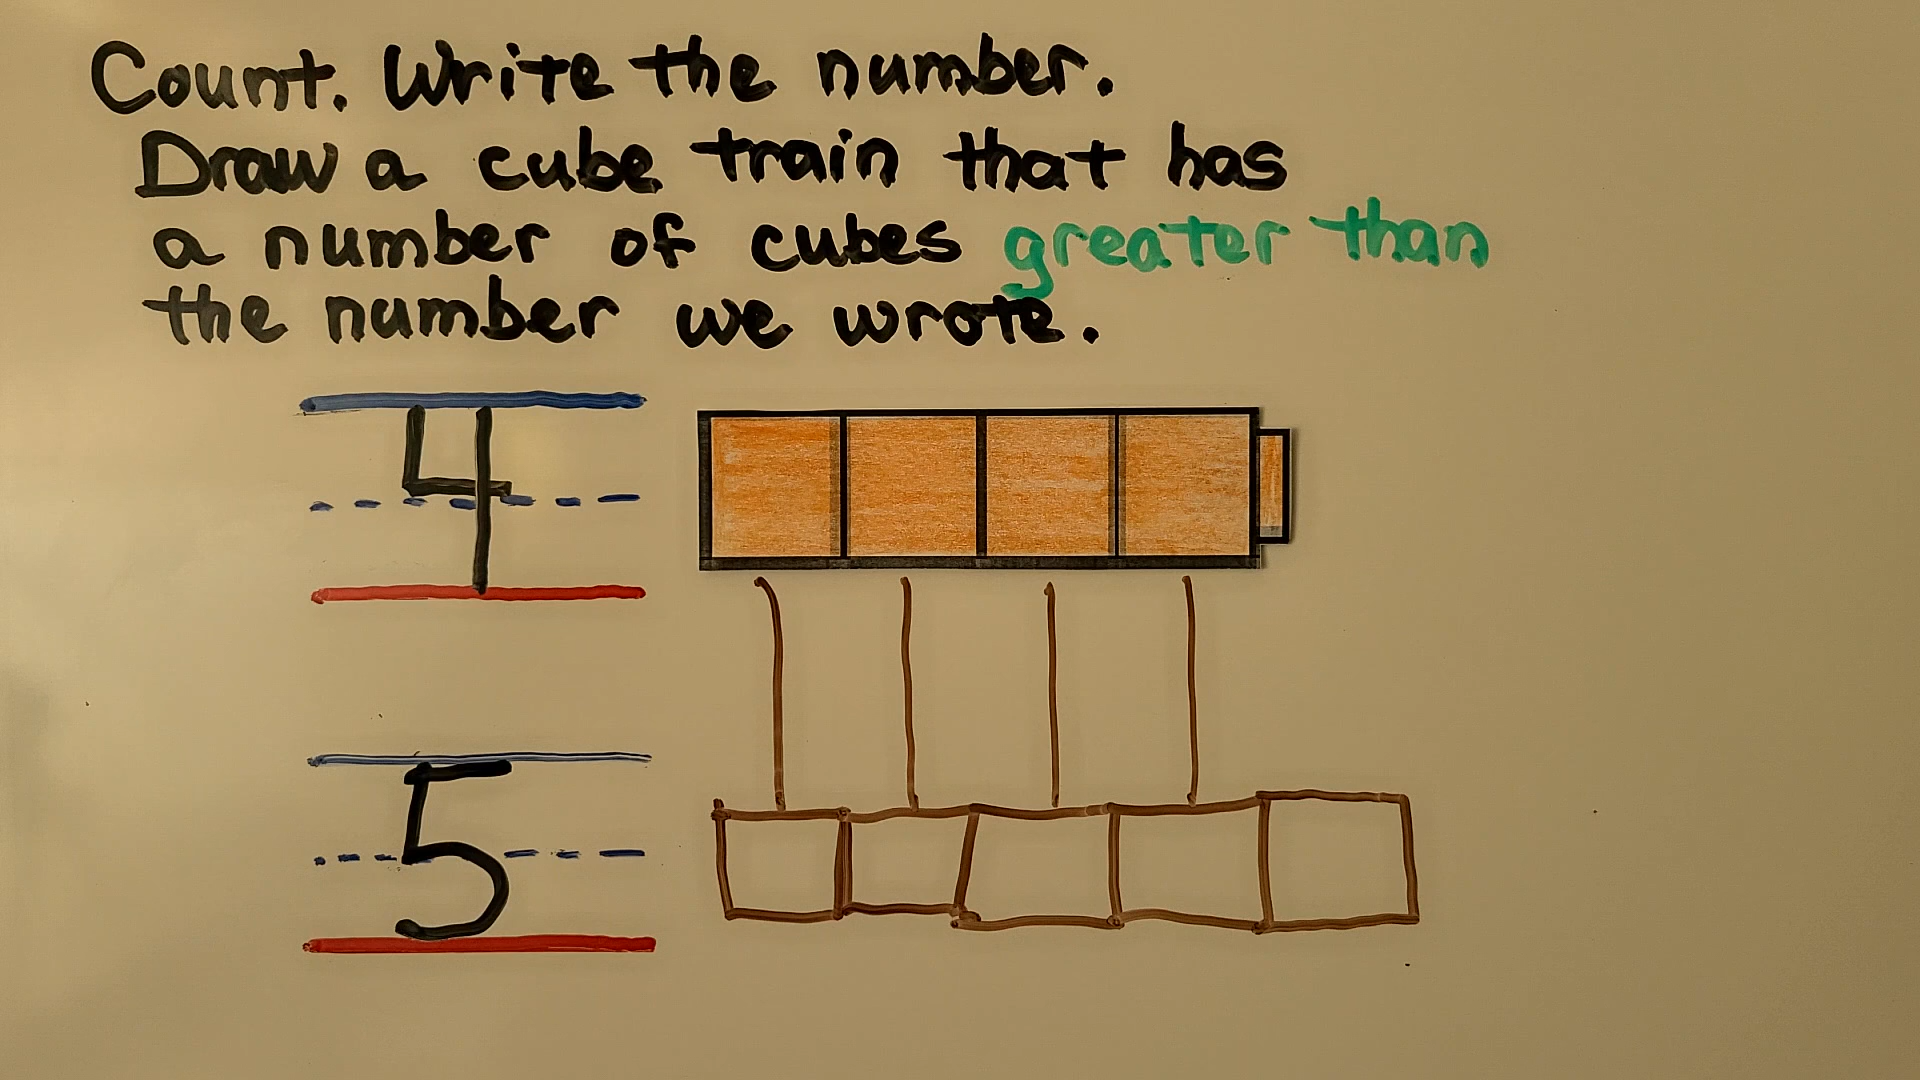 Count. Write the number.
Draw a cube train that has
a number of cubes greater than
the number we wrote.
4
5